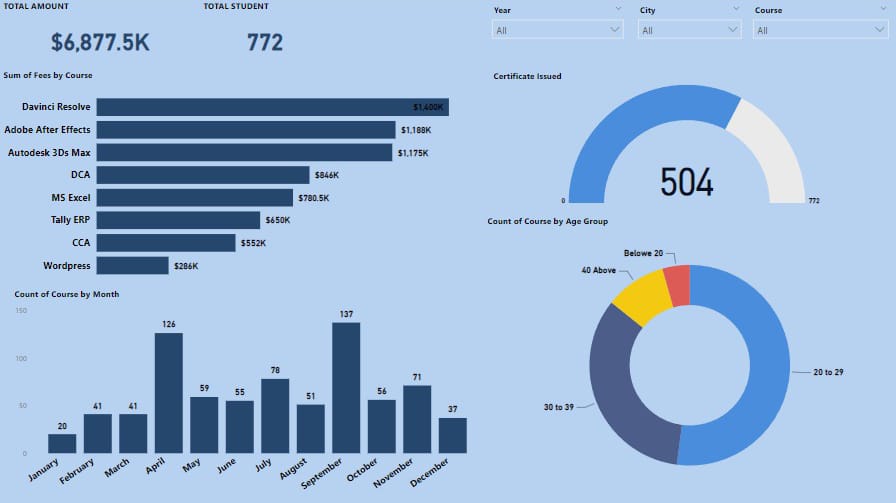 TOTAL AMOUNT
$6,877.5K
TOTAL STUDENT
772
Year
All
City
All
Course
All
Sum of Fees by Course
Davinci Resolve $1,400K
Adobe After Effects $1,188K
Autodesk 3Ds Max $1,175K
DCA $846K
MS Excel $780.5K
Tally ERP $650K
CCA $552K
Wordpress $286K
Certificate Issued
504
0
772
Count of Course by Month
150
100
50
0
20
41
41
126
59
55
78
51
137
56
71
37
January
February
March
April
May
June
July
August
September
October
November
December
Count of Course by Age Group
Belowe 20
40 Above
20 to 29
30 to 39